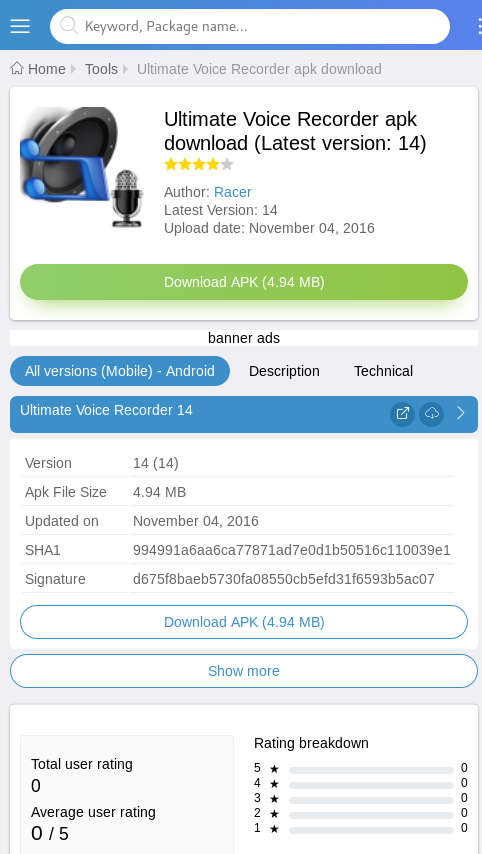 Keyword, Package name...
Home Tools Ultimate Voice Recorder apk download
Ultimate Voice Recorder apk
download (Latest version: 14)
Author: Racer
Latest Version: 14
Upload date: November 04, 2016
Download APK (4.94 MB)
banner ads
All versions (Mobile) - Android Description Technical
Ultimate Voice Recorder 14
Version 14 (14)
Apk File Size 4.94 MB
Updated on November 04, 2016
SHA1 994991a6aa6ca77871ad7e0d1b50516c110039e1
Signature d675f8baeb5730fa08550cb5efd31f6593b5ac07
Download APK (4.94 MB)
Show more
Total user rating
0
Average user rating
0 / 5
Rating breakdown
5 ★ 0
4 ★ 0
3 ★ 0
2 ★ 0
1 ★ 0